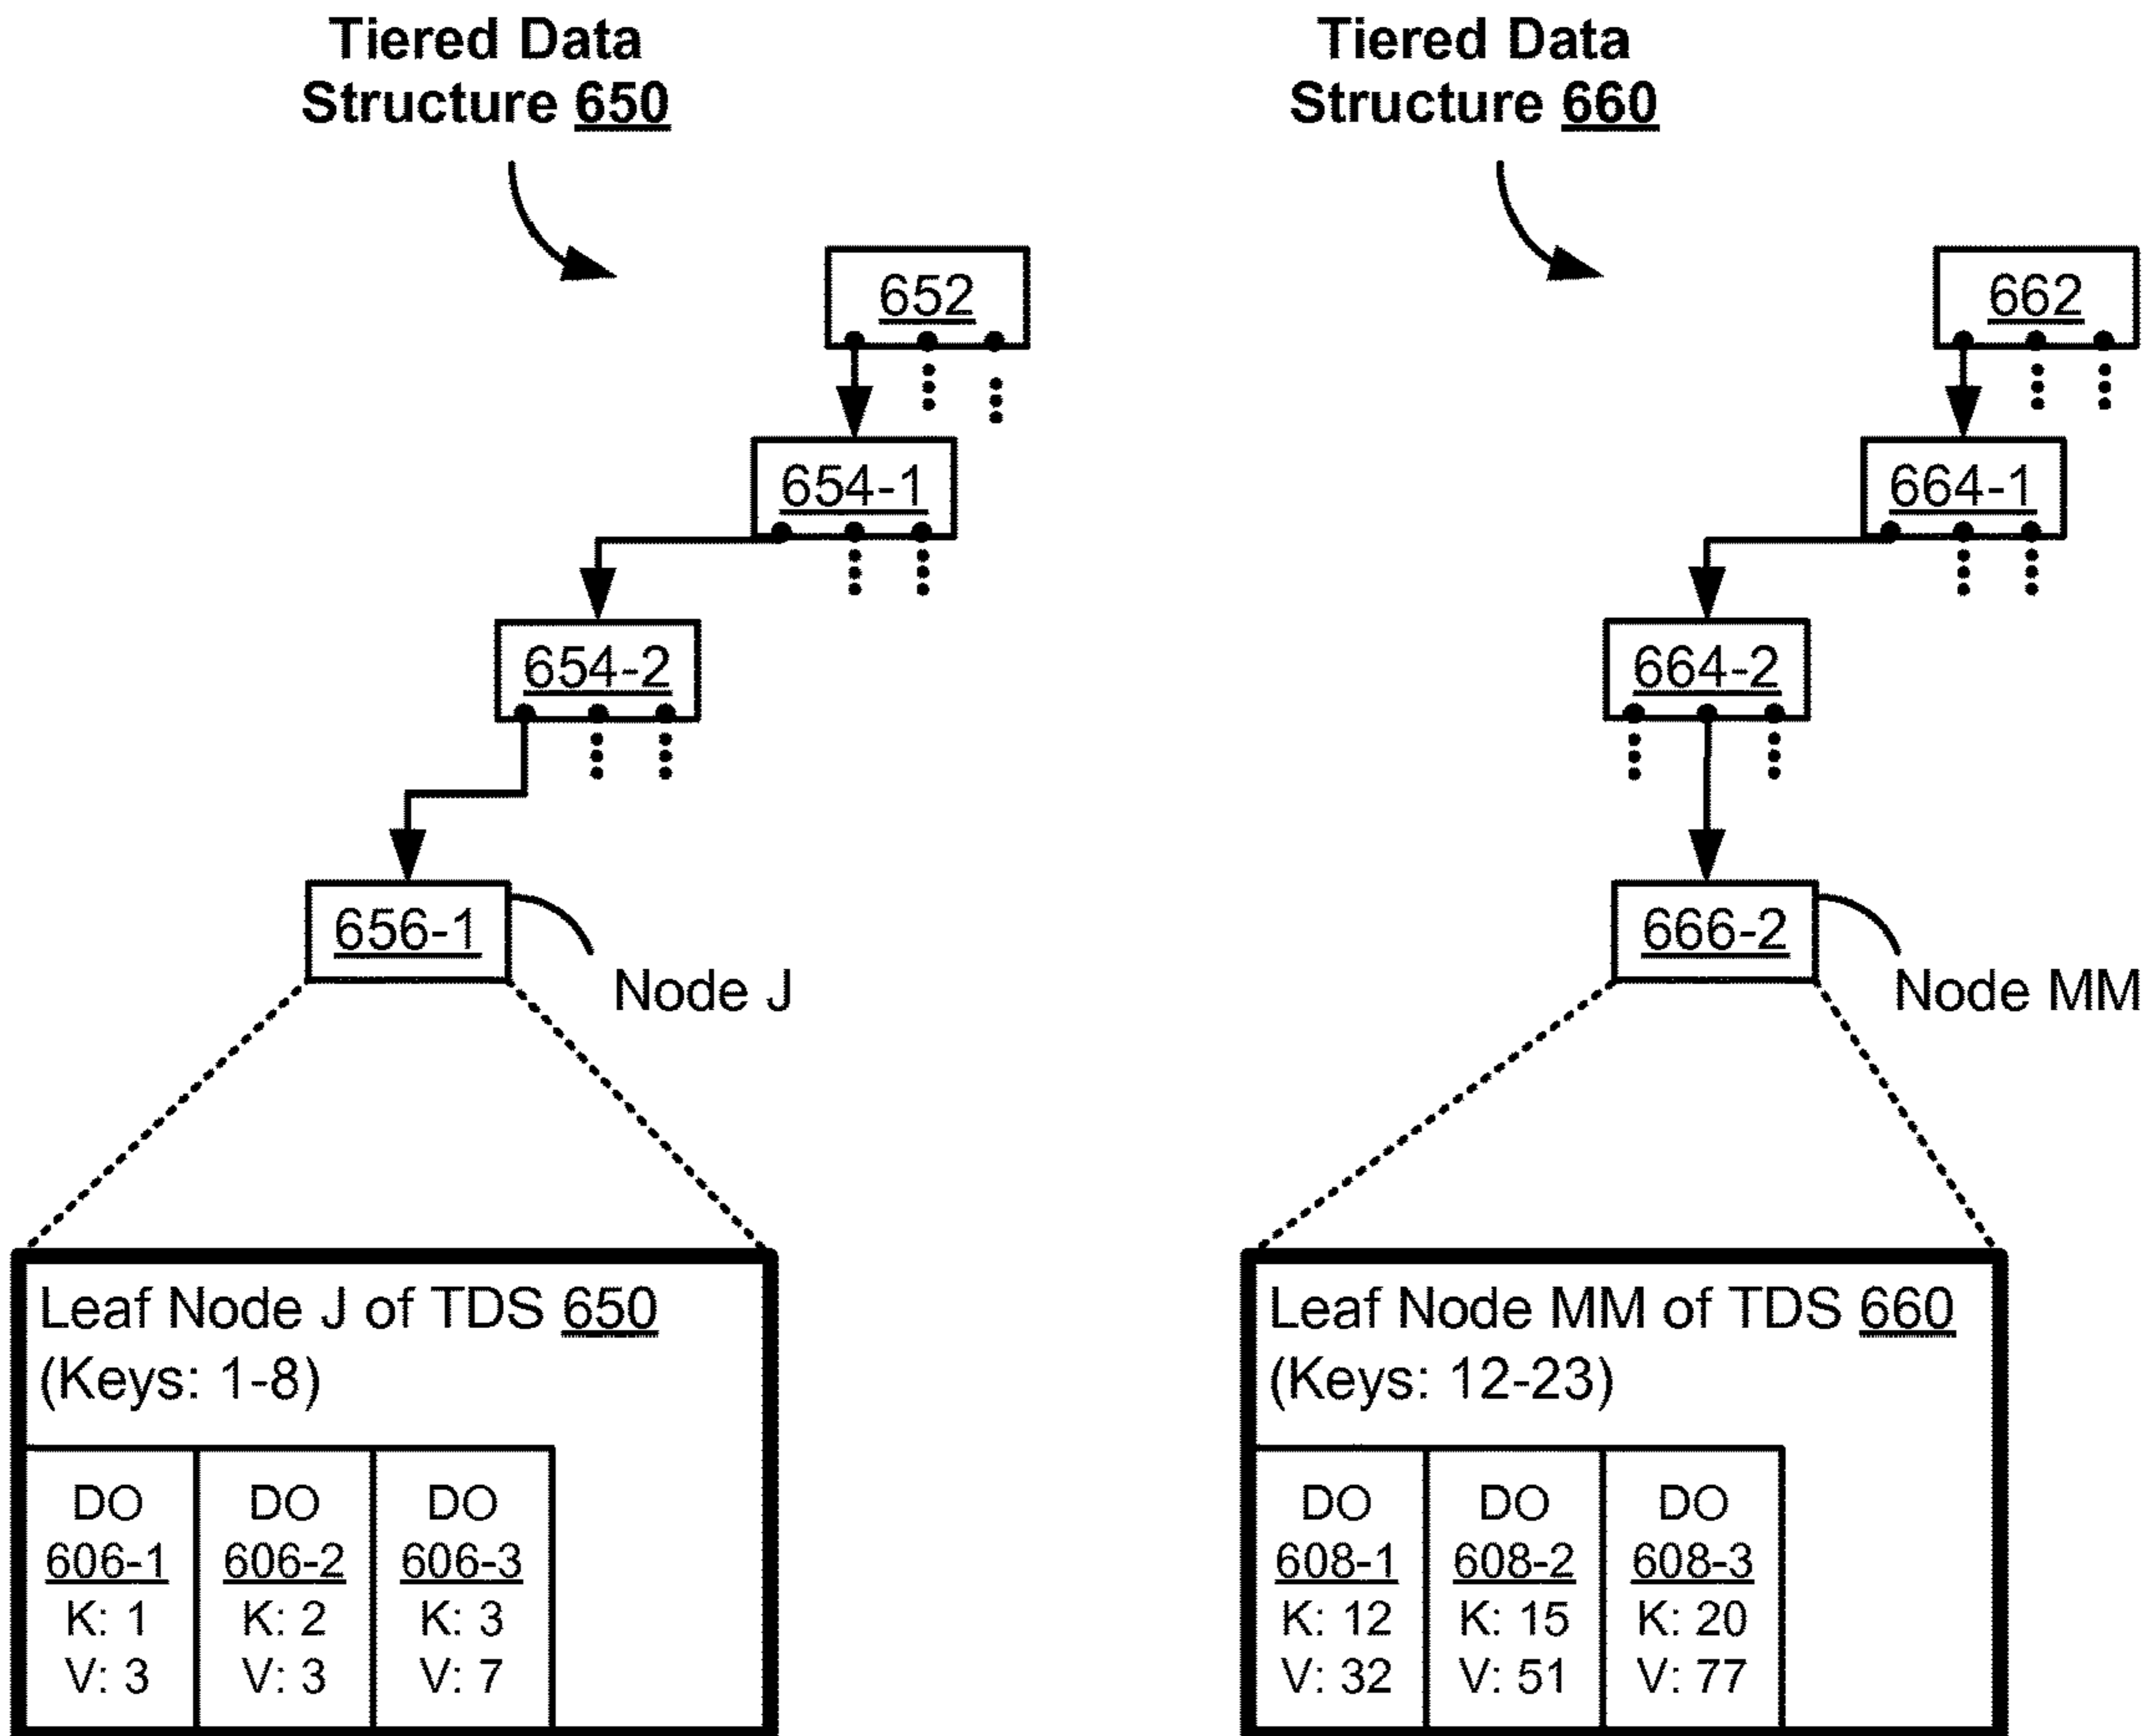 Tiered Data
Structure 650
652
654-1
654-2
656-1
Node J
Leaf Node J of TDS 650
(Keys: 1-8)
DO
606-1
K: 1
V: 3
DO
606-2
K: 2
V: 3
DO
606-3
K: 3
V: 7
Tiered Data
Structure 660
662
664-1
664-2
666-2
Node MM
Leaf Node MM of TDS 660
(Keys: 12-23)
DO
608-1
K: 12
V: 32
DO
608-2
K: 15
V: 51
DO
608-3
K: 20
V: 77